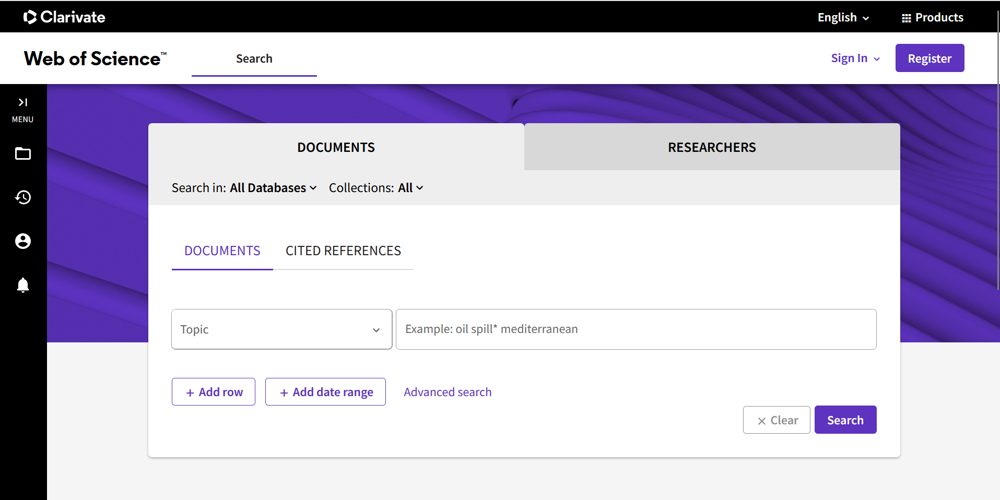 Clarivate
English
Products
Web of Science™
Search
Sign In
Register
MENU
DOCUMENTS
RESEARCHERS
Search in: All Databases Collections: All
DOCUMENTS
CITED REFERENCES
Topic
Example: oil spill* mediterranean
+ Add row
+ Add date range
Advanced search
× Clear
Search